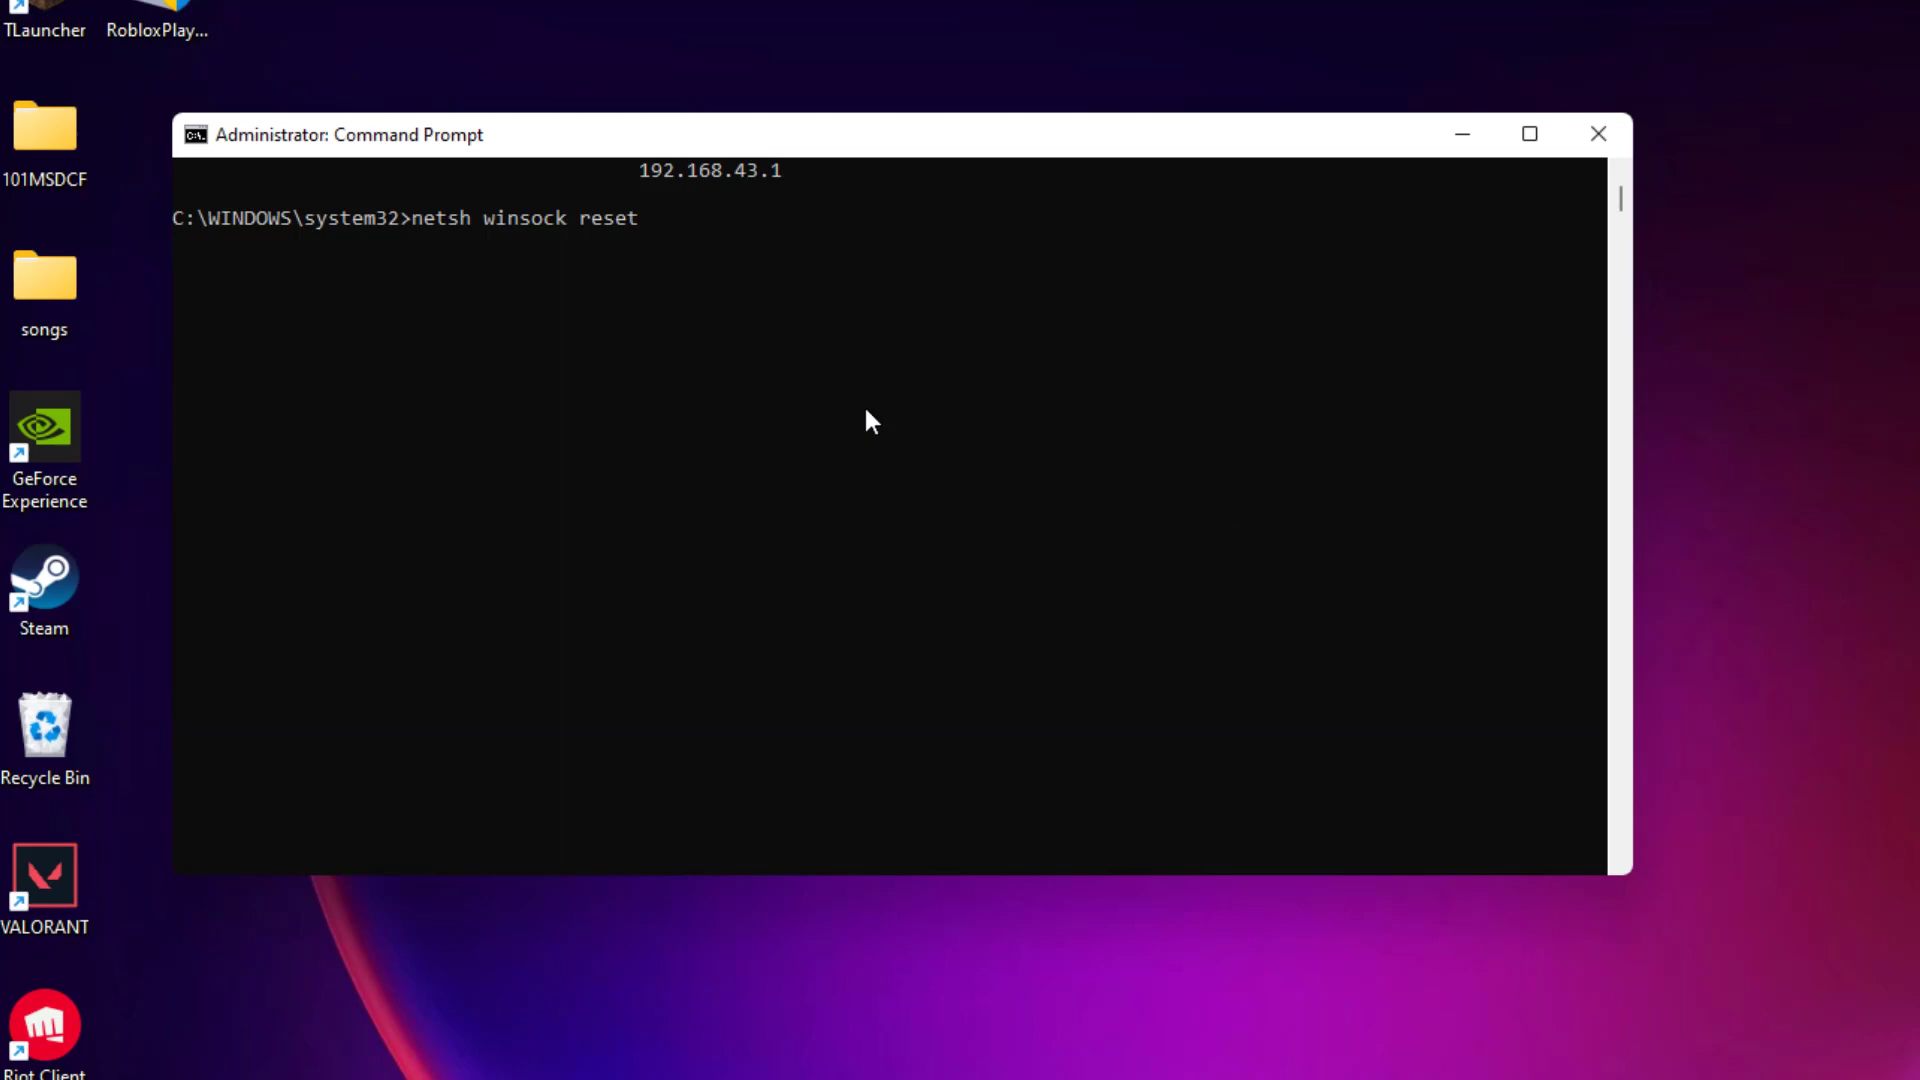 TLauncher
RobloxPlay...
101MSDCF
songs
GeForce
Experience
Steam
Recycle Bin
VALORANT
Riot Client
Administrator: Command Prompt
192.168.43.1
C:\WINDOWS\system32>netsh winsock reset